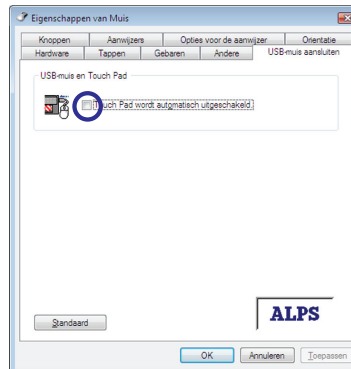 Eigenschappen van Muis
Knoppen Aanwijzers Opties voor de aanwijzer Orientatie
Hardware Tappen Gebaren Andere USB-muis aansluiten
USB-muis en Touch Pad
Touch Pad wordt automatisch uitgeschakeld.
Standaard
ALPS
OK Annuleren Toepassen